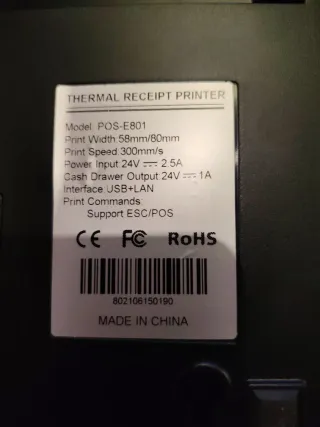 THERMAL RECEIPT PRINTER
Model: POS-E801
Print Width:58mm/80mm
Print Speed:300mm/s
Power Input:24V ⎓ 2.5A
Cash Drawer Output:24V ⎓ 1A
Interface:USB+LAN
Print Commands:
Support ESC/POS
CE FC RoHS
802106150190
MADE IN CHINA